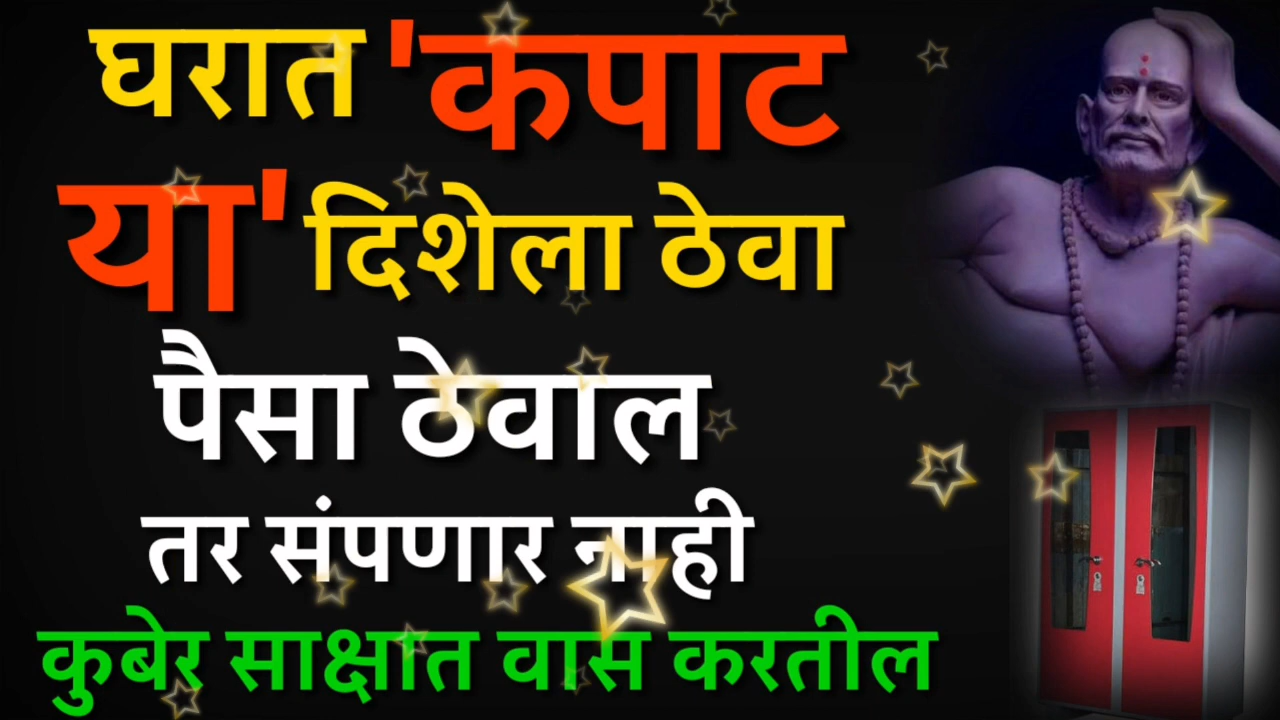 घरात 'कपाट
या' दिशेला ठेवा
पैसा ठेवाल
तर संपणार नाही
कुबेर साक्षात वास करतील